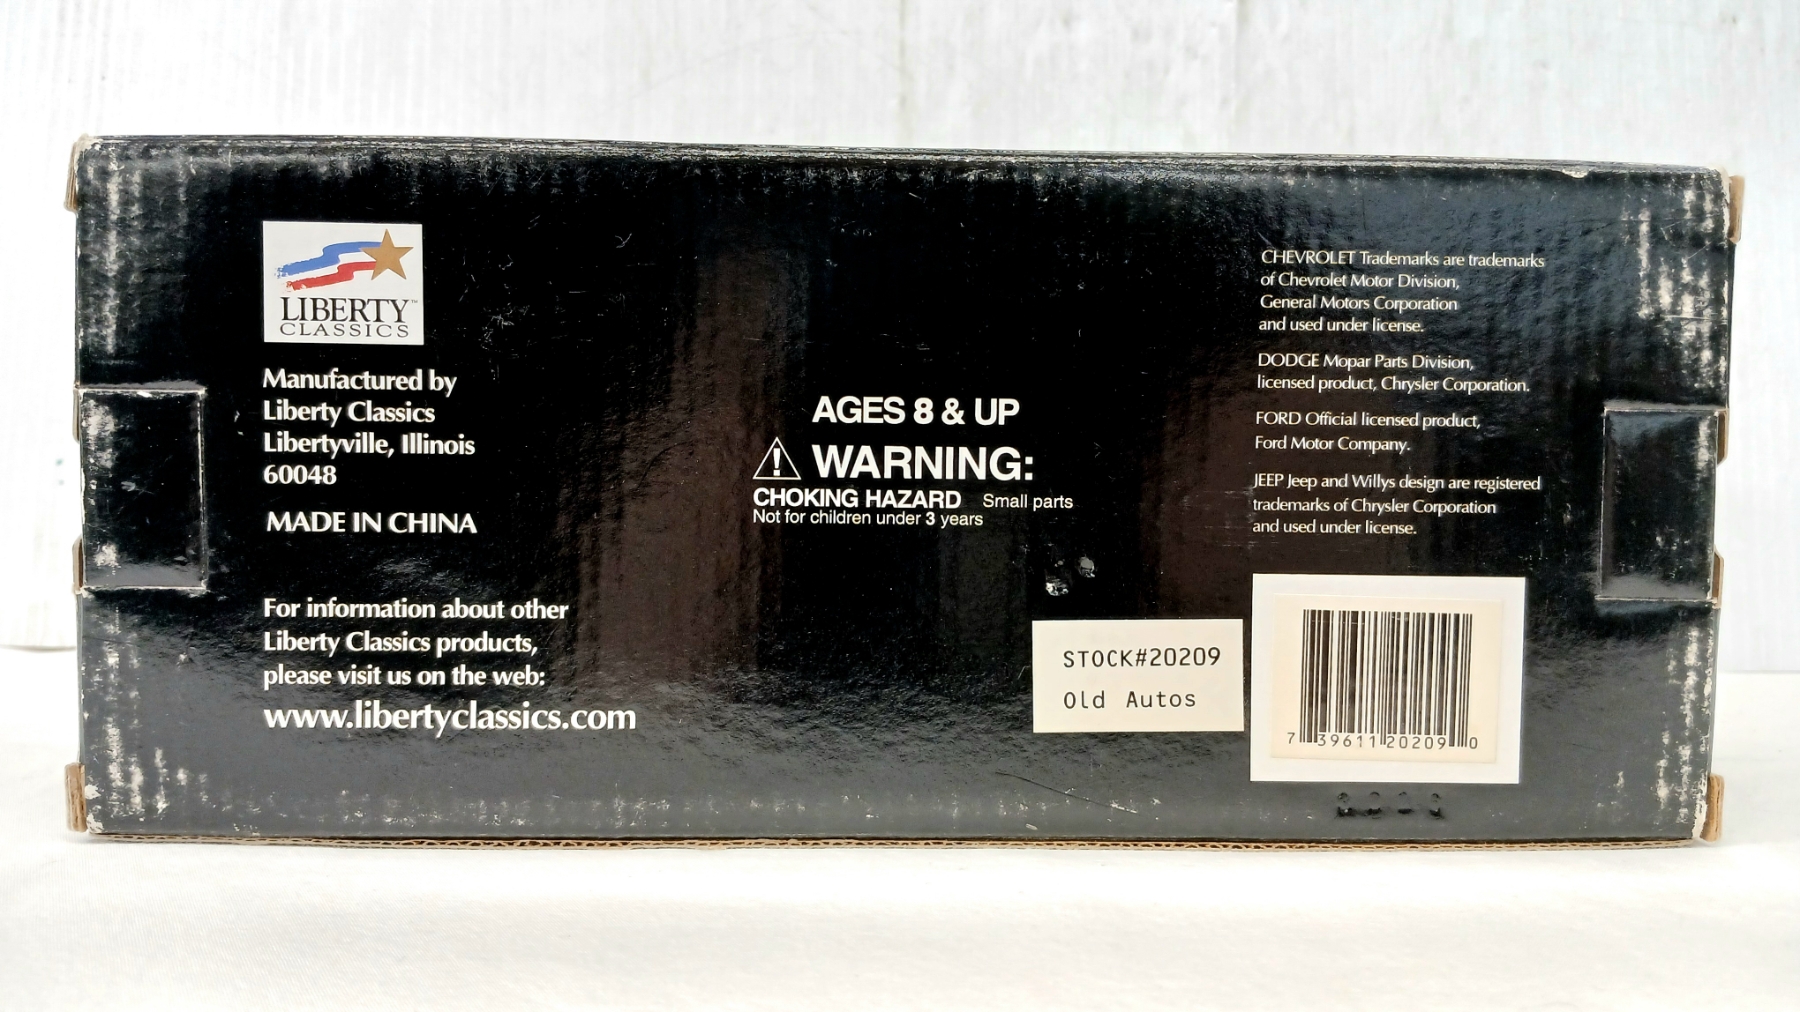 LIBERTY™
CLASSICS
Manufactured by
Liberty Classics
Libertyville, Illinois
60048
MADE IN CHINA
For information about other
Liberty Classics products,
please visit us on the web:
www.libertyclassics.com
AGES 8 & UP
WARNING:
CHOKING HAZARD Small parts
Not for children under 3 years
CHEVROLET Trademarks are trademarks
of Chevrolet Motor Division,
General Motors Corporation
and used under license.
DODGE Mopar Parts Division,
licensed product, Chrysler Corporation.
FORD Official licensed product,
Ford Motor Company.
JEEP Jeep and Willys design are registered
trademarks of Chrysler Corporation
and used under license.
STOCK#20209
Old Autos
7 39611 20209 0